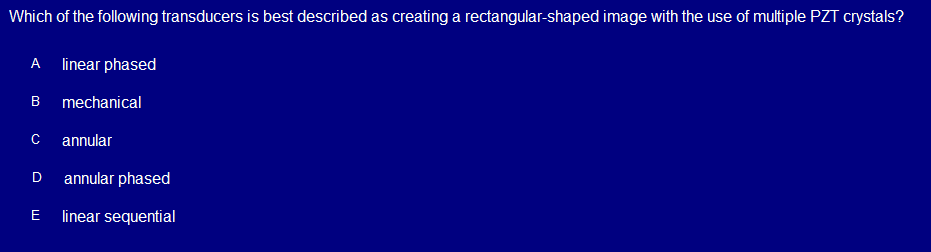 Which of the following transducers is best described as creating a rectangular-shaped image with the use of multiple PZT crystals?
A linear phased
B mechanical
C annular
D annular phased
E linear sequential